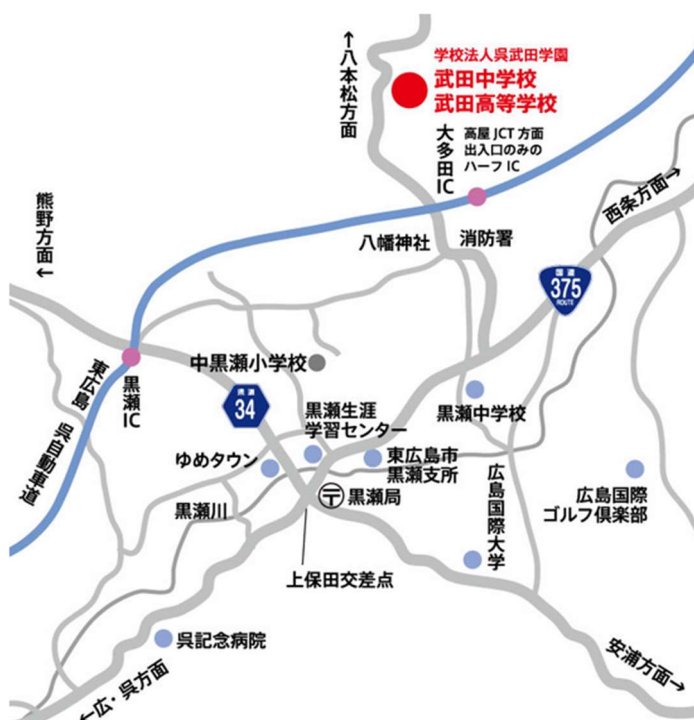 ↑八本松方面
学校法人呉武田学園
武田中学校
武田高等学校
大多田IC
高屋JCT方面
出入口のみの
ハーフIC
西条方面→
熊野方面←
八幡神社
消防署
国道
375
ROUTE
中黒瀬小学校
東広島
呉自動車道
黒瀬IC
県道
34
黒瀬生涯
学習センター
黒瀬中学校
ゆめタウン
東広島市
黒瀬支所
広島国際大学
広島国際
ゴルフ倶楽部
〒黒瀬局
黒瀬川
上保田交差点
呉記念病院
←広・呉方面
安浦方面→